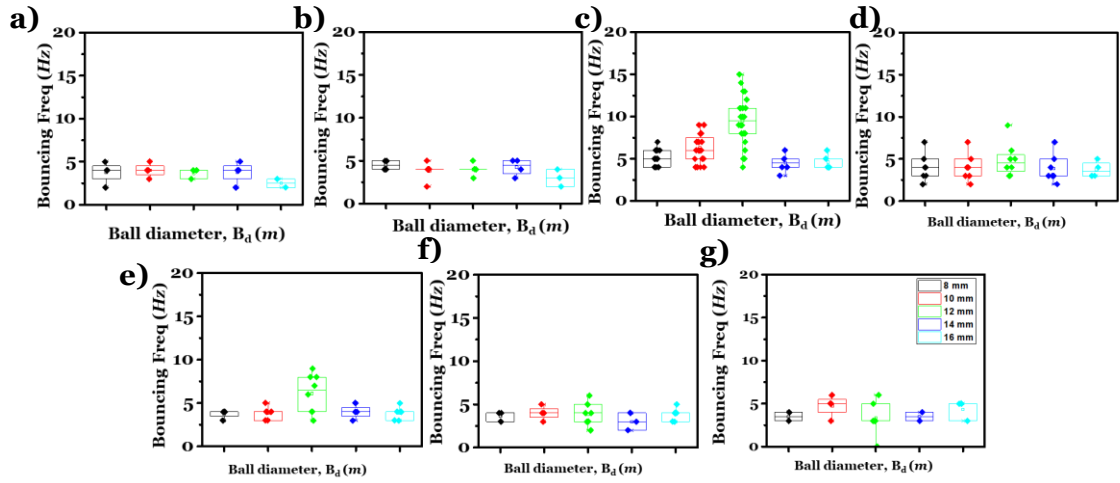 a)
20
15
10
5
0
Bouncing Freq (Hz)
Ball diameter, Bd (m)
b)
20
15
10
5
0
Bouncing Freq (Hz)
Ball diameter, Bd (m)
c)
20
15
10
5
0
Bouncing Freq (Hz)
Ball diameter, Bd (m)
d)
20
15
10
5
0
Bouncing Freq (Hz)
Ball diameter, Bd (m)
e)
20
15
10
5
0
Bouncing Freq (Hz)
Ball diameter, Bd (m)
f)
20
15
10
5
0
Bouncing Freq (Hz)
Ball diameter, Bd (m)
g)
20
15
10
5
0
Bouncing Freq (Hz)
Ball diameter, Bd (m)
8 mm
10 mm
12 mm
14 mm
16 mm